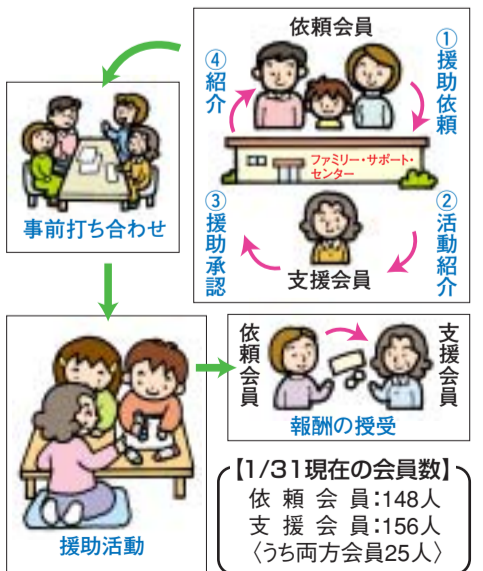 依頼会員
①援助依頼
④紹介
ファミリー・サポート・
センター
②活動紹介
③援助承認
支援会員
事前打ち合わせ
援助活動
依頼会員
支援会員
報酬の授受
【1/31現在の会員数】
依頼会員：148人
支援会員：156人
〈うち両方会員25人〉